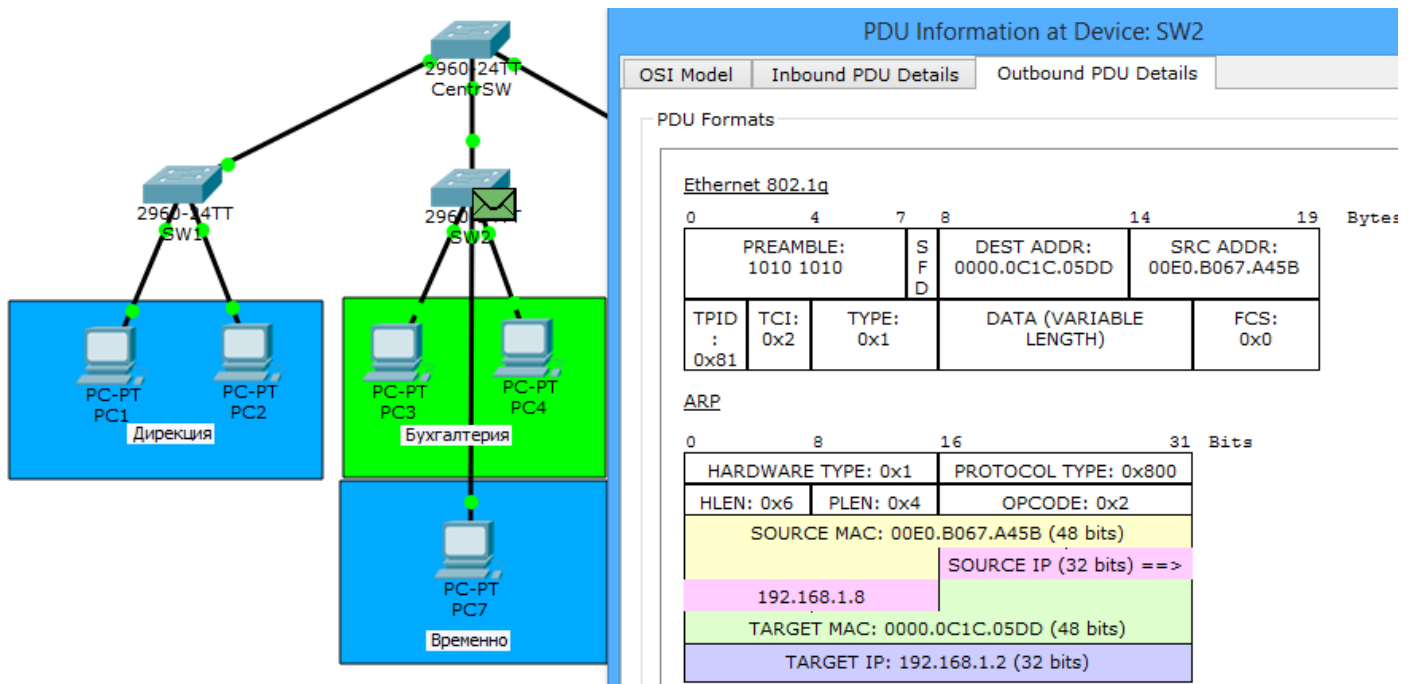 2960-24TT
CentrSW
2960-24TT
SW1
SW2
PC-PT
PC1
PC-PT
PC2
Дирекция
PC-PT
PC3
PC-PT
PC4
Бухгалтерия
PC-PT
PC7
Временно
PDU Information at Device: SW2
OSI Model Inbound PDU Details Outbound PDU Details
PDU Formats
Ethernet 802.1q
0 4 7 8 14 19 Bytes
PREAMBLE:
1010 1010
S
F
D
DEST ADDR:
0000.0C1C.05DD
SRC ADDR:
00E0.B067.A45B
TPID
:
0x81
TCI:
0x2
TYPE:
0x1
DATA (VARIABLE
LENGTH)
FCS:
0x0
ARP
0 8 16 31 Bits
HARDWARE TYPE: 0x1 PROTOCOL TYPE: 0x800
HLEN: 0x6 PLEN: 0x4 OPCODE: 0x2
SOURCE MAC: 00E0.B067.A45B (48 bits)
SOURCE IP (32 bits) ==>
192.168.1.8
TARGET MAC: 0000.0C1C.05DD (48 bits)
TARGET IP: 192.168.1.2 (32 bits)